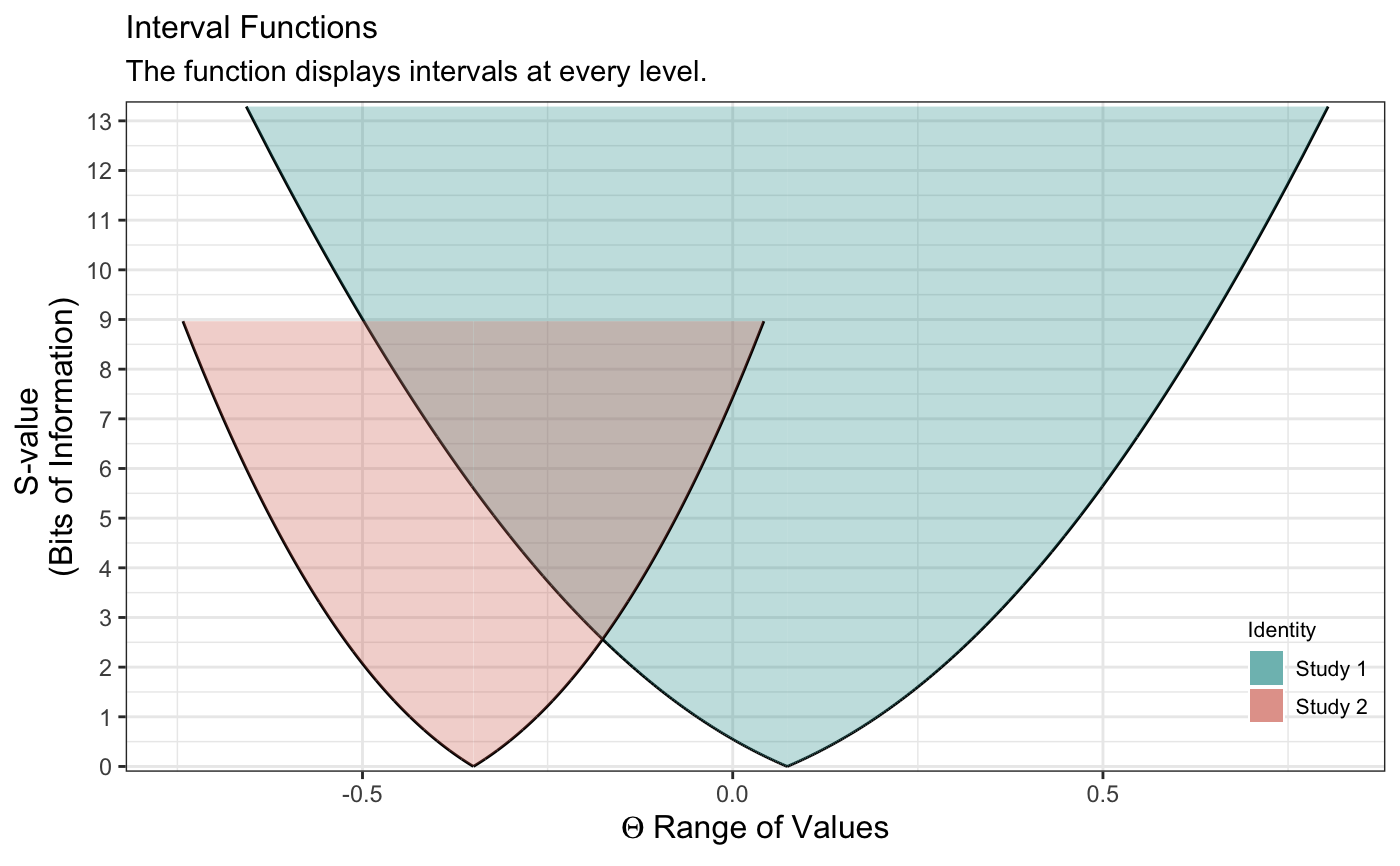 Interval Functions
The function displays intervals at every level.
S-value
(Bits of Information)
13
12
11
10
9
8
7
6
5
4
3
2
1
0
-0.5
0.0
0.5
Θ Range of Values
Identity
Study 1
Study 2